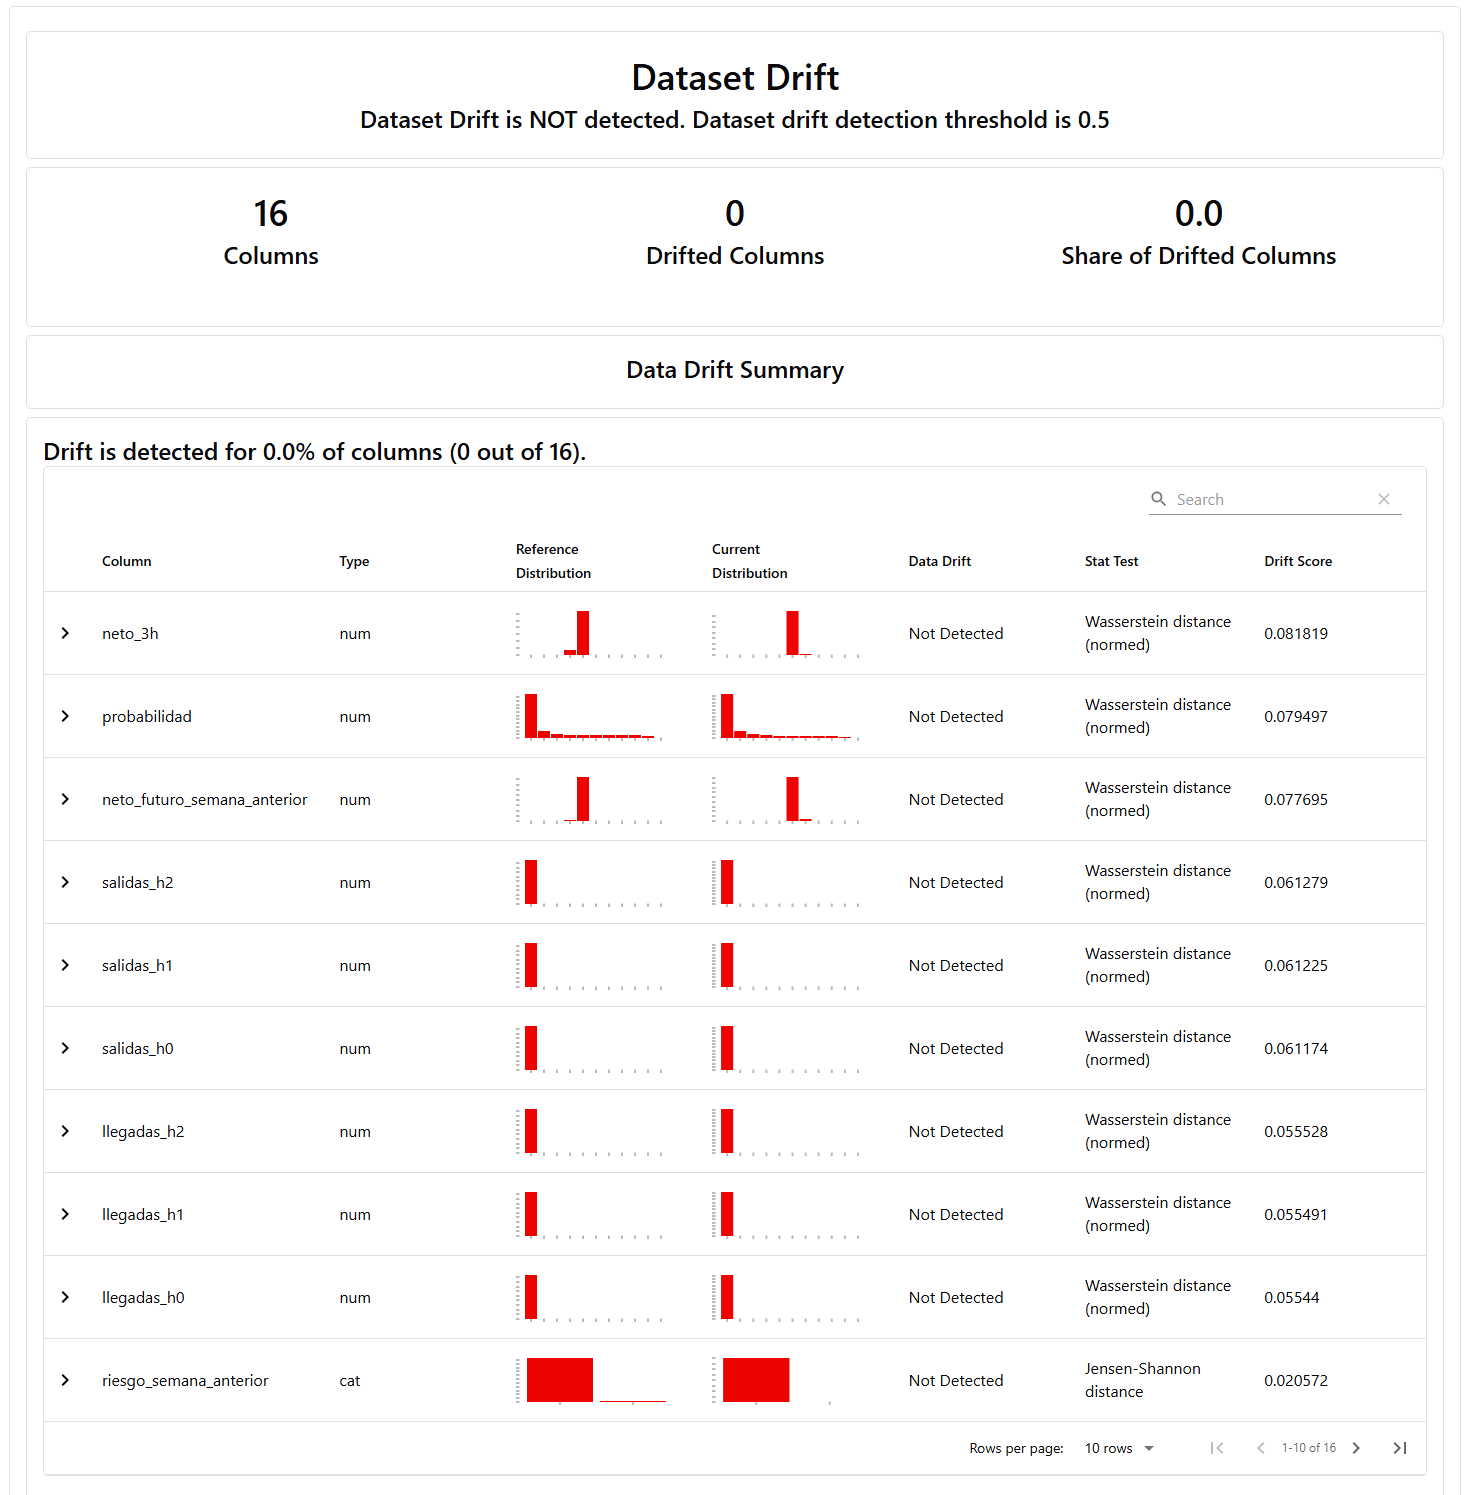 Dataset Drift
Dataset Drift is NOT detected. Dataset drift detection threshold is 0.5
16
Columns
0
Drifted Columns
0.0
Share of Drifted Columns
Data Drift Summary
Drift is detected for 0.0% of columns (0 out of 16).
Search
Column Type Reference Distribution Current Distribution Data Drift Stat Test Drift Score
neto_3h num Not Detected Wasserstein distance (normed) 0.081819
probabilidad num Not Detected Wasserstein distance (normed) 0.079497
neto_futuro_semana_anterior num Not Detected Wasserstein distance (normed) 0.077695
salidas_h2 num Not Detected Wasserstein distance (normed) 0.061279
salidas_h1 num Not Detected Wasserstein distance (normed) 0.061225
salidas_h0 num Not Detected Wasserstein distance (normed) 0.061174
llegadas_h2 num Not Detected Wasserstein distance (normed) 0.055528
llegadas_h1 num Not Detected Wasserstein distance (normed) 0.055491
llegadas_h0 num Not Detected Wasserstein distance (normed) 0.05544
riesgo_semana_anterior cat Not Detected Jensen-Shannon distance 0.020572
Rows per page: 10 rows 1-10 of 16